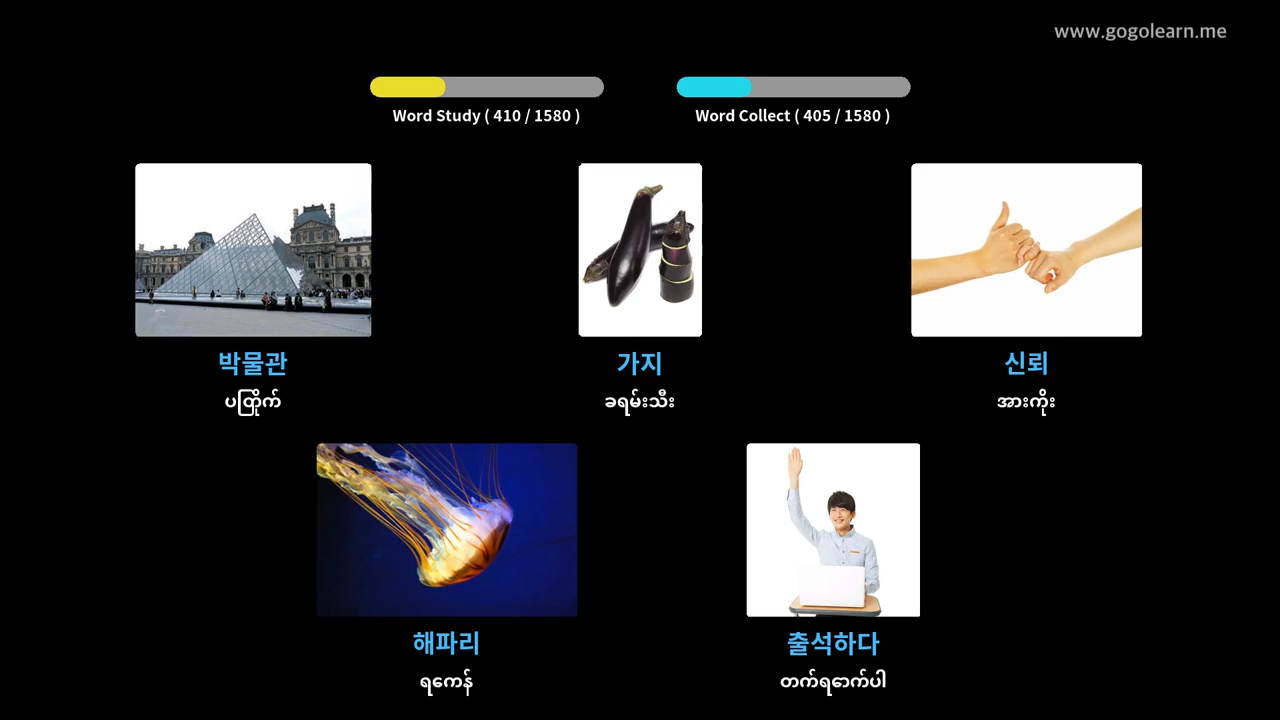 www.gogolearn.me
Word Study ( 410 / 1580 )
Word Collect ( 405 / 1580 )
박물관
ပြတိုက်
가지
ခရမ်းသီး
신뢰
အားကိုး
해파리
ရေကန်
출석하다
တက်ရောက်ပါ